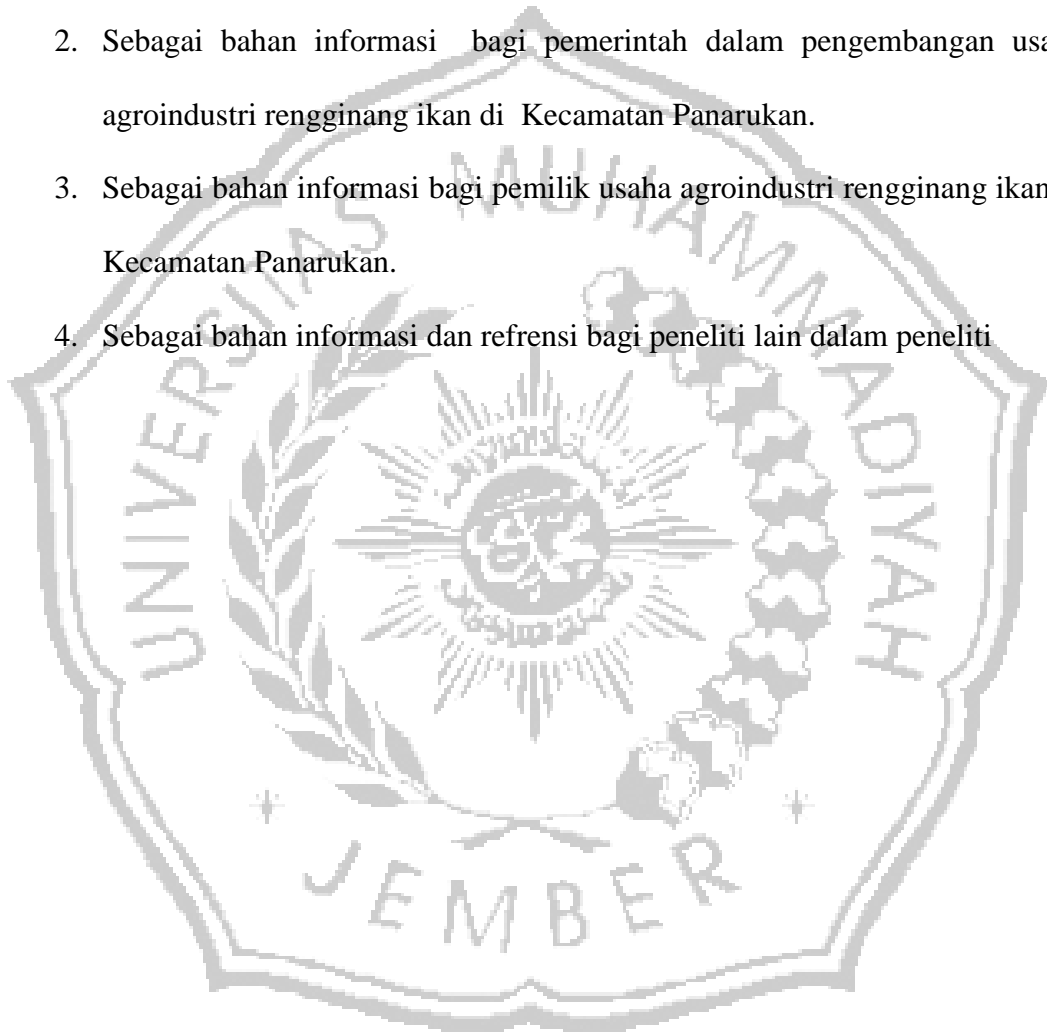 2. Sebagai bahan informasi bagi pemerintah dalam pengembangan usa
agroindustri rengginang ikan di Kecamatan Panarukan.
3. Sebagai bahan informasi bagi pemilik usaha agroindustri rengginang ikan
Kecamatan Panarukan.
4. Sebagai bahan informasi dan refrensi bagi peneliti lain dalam peneliti
UNIVERSITAS MUHAMMADIYAH
JEMBER